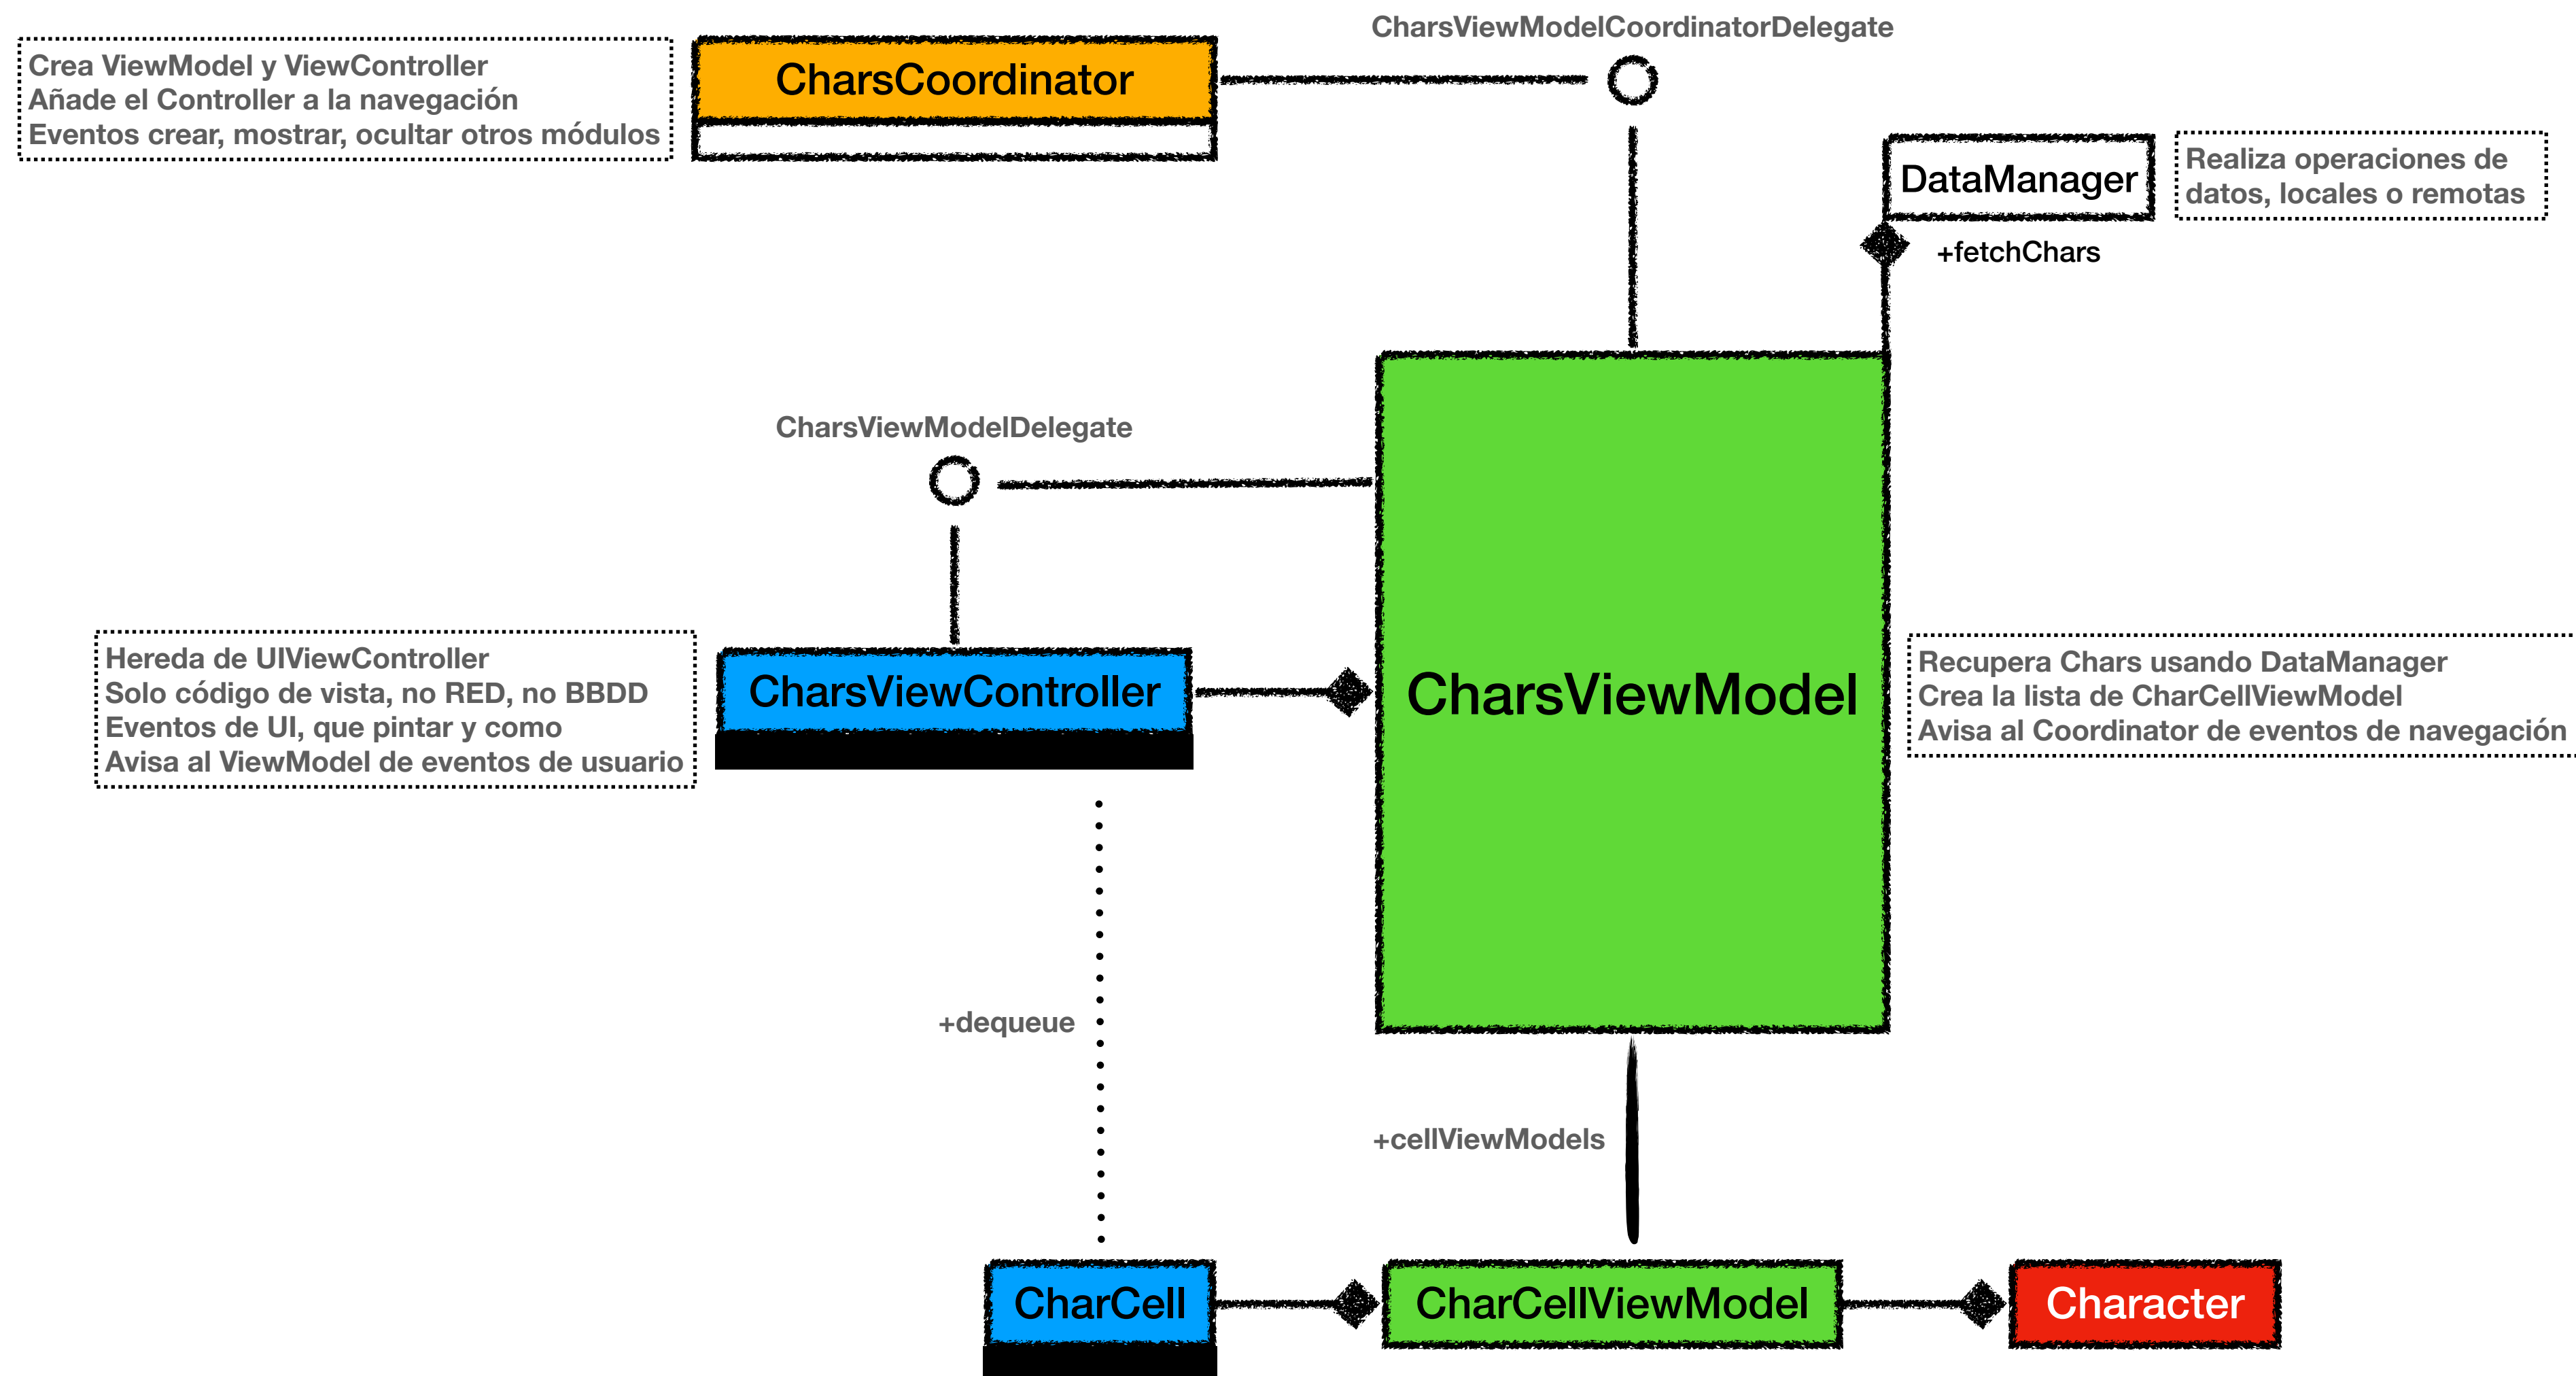 CharsViewModelCoordinatorDelegate
Crea ViewModel y ViewController
Añade el Controller a la navegación
Eventos crear, mostrar, ocultar otros módulos
CharsCoordinator
DataManager
Realiza operaciones de
datos, locales o remotas
+fetchChars
CharsViewModelDelegate
Hereda de UIViewController
Solo código de vista, no RED, no BBDD
Eventos de UI, que pintar y como
Avisa al ViewModel de eventos de usuario
CharsViewController
CharsViewModel
Recupera Chars usando DataManager
Crea la lista de CharCellViewModel
Avisa al Coordinator de eventos de navegación
+dequeue
+cellViewModels
CharCell
CharCellViewModel
Character